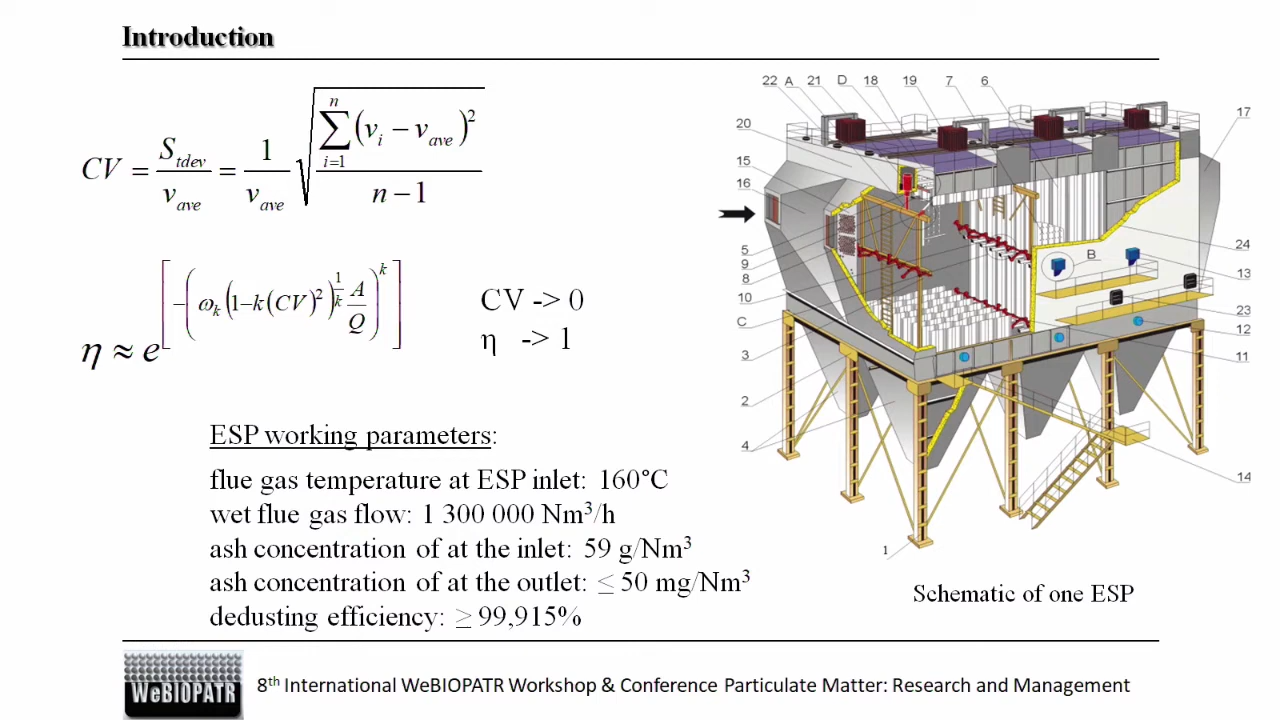 Introduction
CV = S_tdev / v_ave = 1 / v_ave √( ∑_{i=1}^{n} (v_i − v_ave)^2 / n − 1 )
η ≈ e^[ −( ω_k (1−k(CV)^2)^{1/k} A/Q )^k ]
CV -> 0
η -> 1
ESP working parameters:
flue gas temperature at ESP inlet: 160°C
wet flue gas flow: 1 300 000 Nm³/h
ash concentration of at the inlet: 59 g/Nm³
ash concentration of at the outlet: ≤ 50 mg/Nm³
dedusting efficiency: ≥ 99,915%
22 A 21 D 18 19 7 6
17
20
15
16
5
9
8
10
C
3
2
4
B
24
13
23
12
11
14
1
Schematic of one ESP
WeBIOPATR
8th International WeBIOPATR Workshop & Conference Particulate Matter: Research and Management